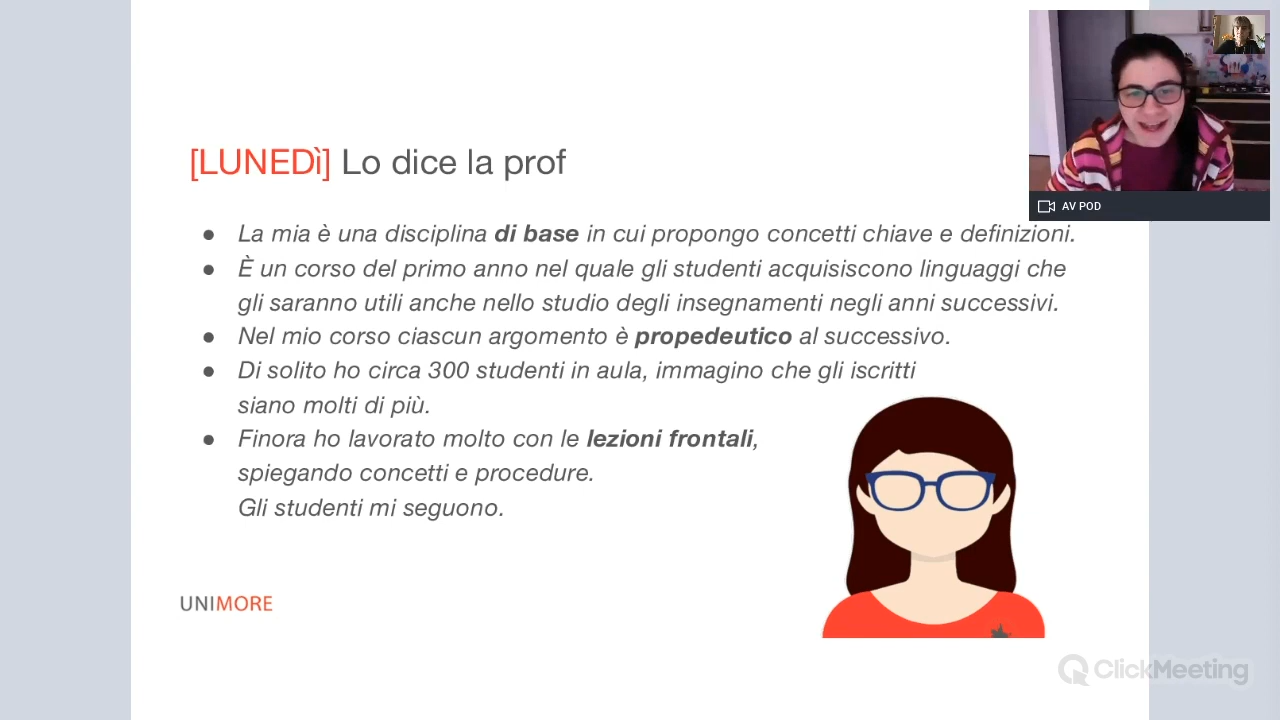 [LUNEDì] Lo dice la prof
● La mia è una disciplina di base in cui propongo concetti chiave e definizioni.
● È un corso del primo anno nel quale gli studenti acquisiscono linguaggi che
gli saranno utili anche nello studio degli insegnamenti negli anni successivi.
● Nel mio corso ciascun argomento è propedeutico al successivo.
● Di solito ho circa 300 studenti in aula, immagino che gli iscritti
siano molti di più.
● Finora ho lavorato molto con le lezioni frontali,
spiegando concetti e procedure.
Gli studenti mi seguono.
UNIMORE
AV POD
ClickMeeting